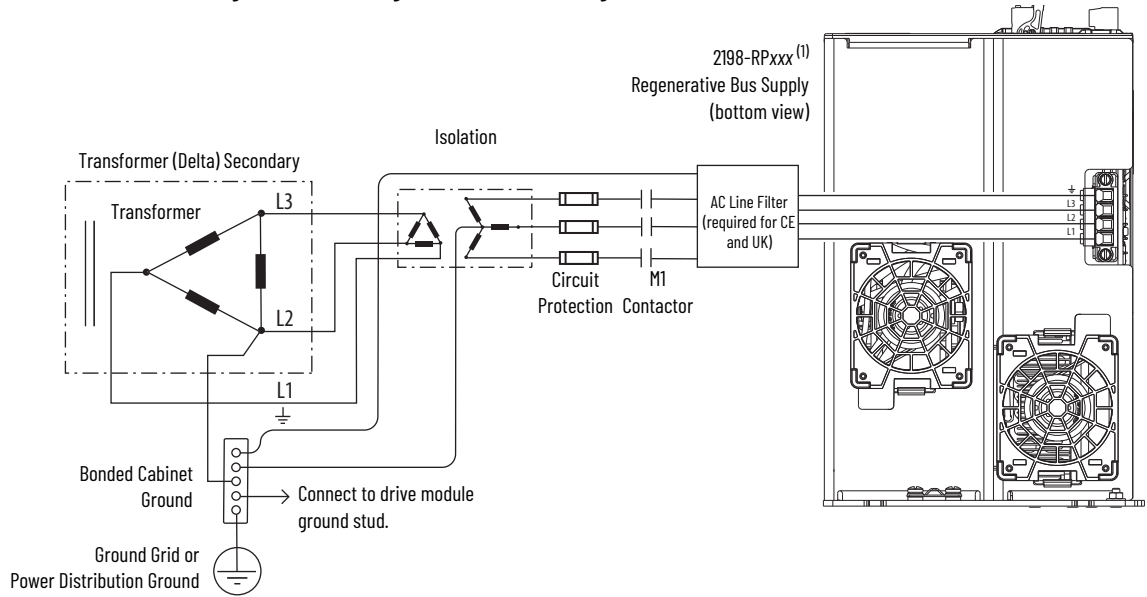 2198-RPxxx (1)
Regenerative Bus Supply
(bottom view)
Isolation
Transformer (Delta) Secondary
Transformer
L3
L2
L1
AC Line Filter
(required for CE
and UK)
L3
L2
L1
Circuit
Protection
M1
Contactor
Bonded Cabinet
Ground
Connect to drive module
ground stud.
Ground Grid or
Power Distribution Ground